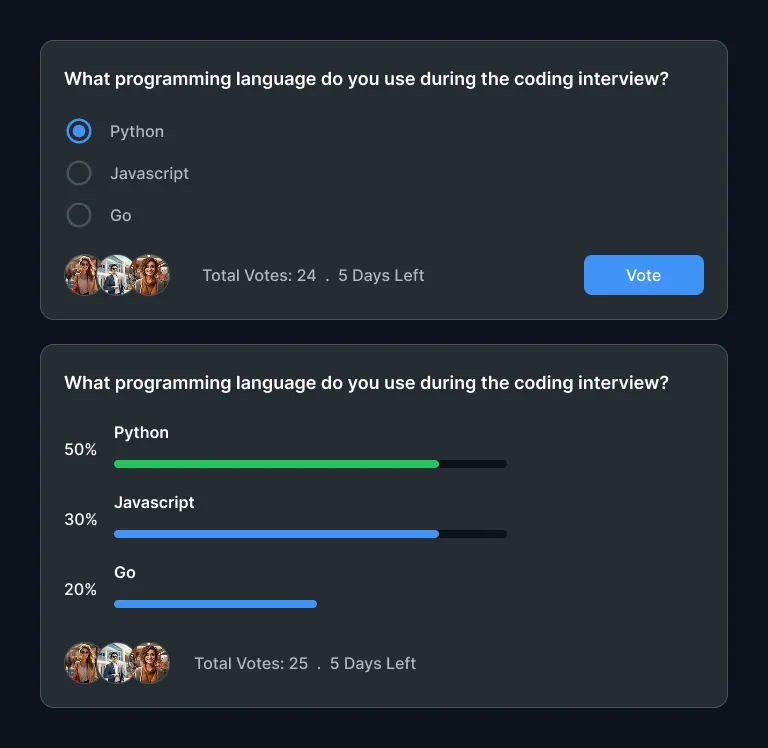 What programming language do you use during the coding interview?
Python
Javascript
Go
Total Votes: 24 . 5 Days Left
Vote
What programming language do you use during the coding interview?
Python
50%
Javascript
30%
Go
20%
Total Votes: 25 . 5 Days Left